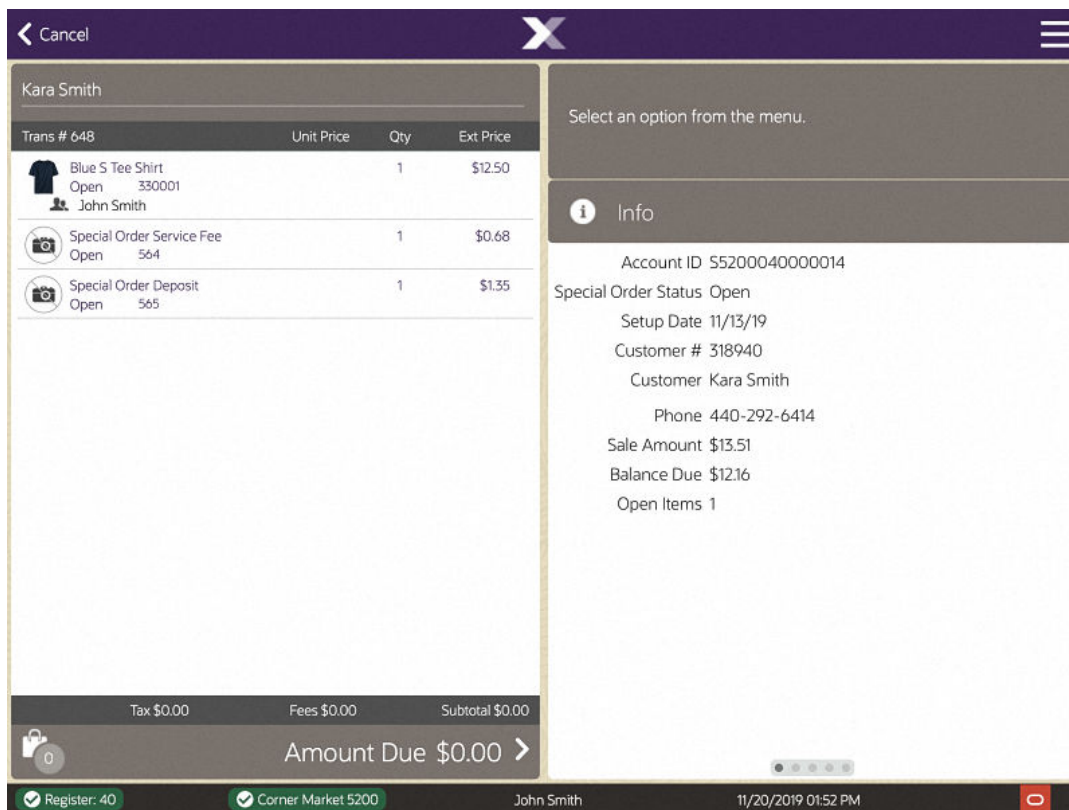 Cancel
Kara Smith
Trans # 648 Unit Price Qty Ext Price
Blue S Tee Shirt 1 $12.50
Open 330001
John Smith
Special Order Service Fee 1 $0.68
Open 564
Special Order Deposit 1 $1.35
Open 565
Tax $0.00 Fees $0.00 Subtotal $0.00
0 Amount Due $0.00
Select an option from the menu.
Info
Account ID S5200040000014
Special Order Status Open
Setup Date 11/13/19
Customer # 318940
Customer Kara Smith
Phone 440-292-6414
Sale Amount $13.51
Balance Due $12.16
Open Items 1
Register: 40 Corner Market 5200 John Smith 11/20/2019 01:52 PM